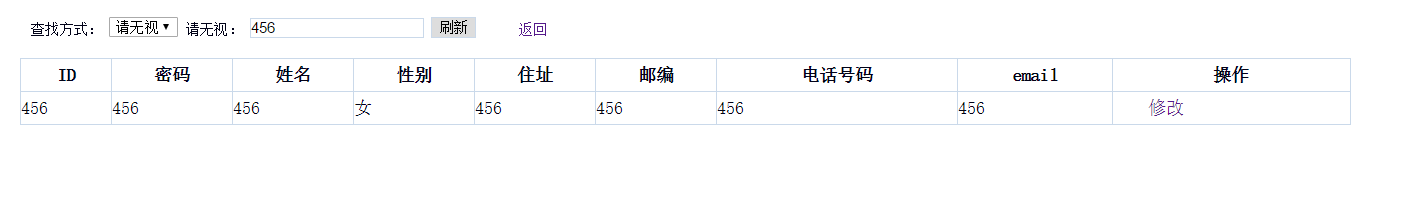 查找方式： 请无视 请无视： 456 刷新 返回
ID 密码 姓名 性别 住址 邮编 电话号码 email 操作
456 456 456 女 456 456 456 456 修改